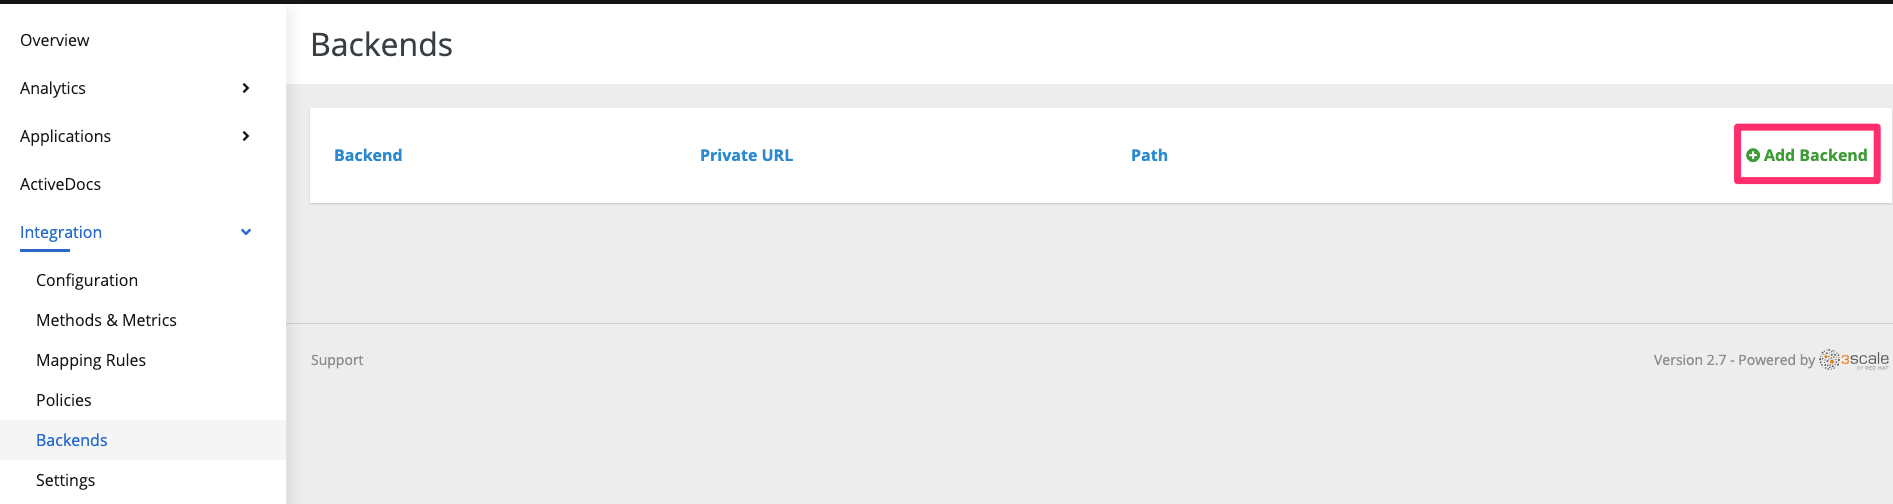 Overview
Analytics
Applications
ActiveDocs
Integration
Configuration
Methods & Metrics
Mapping Rules
Policies
Backends
Settings
Backends
Backend Private URL Path Add Backend
Support
Version 2.7 - Powered by 3scale
BY RED HAT